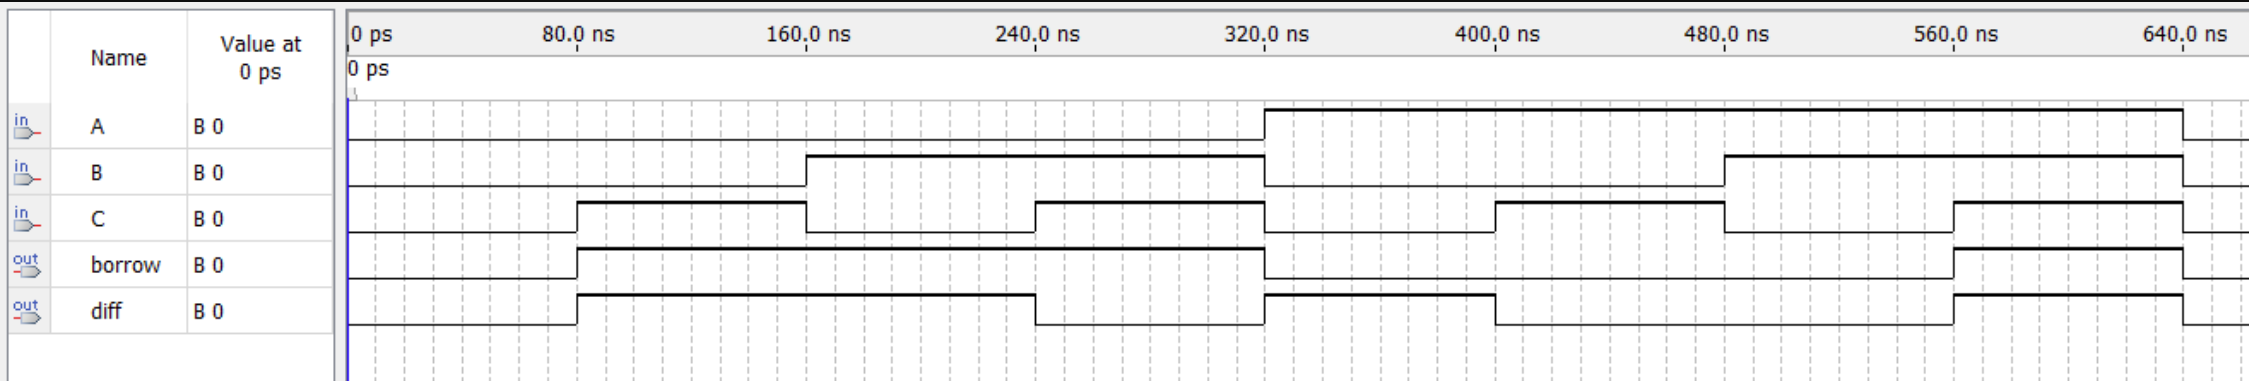 Name
Value at
0 ps
0 ps 80.0 ns 160.0 ns 240.0 ns 320.0 ns 400.0 ns 480.0 ns 560.0 ns 640.0 ns
0 ps
in A B 0
in B B 0
in C B 0
out borrow B 0
out diff B 0